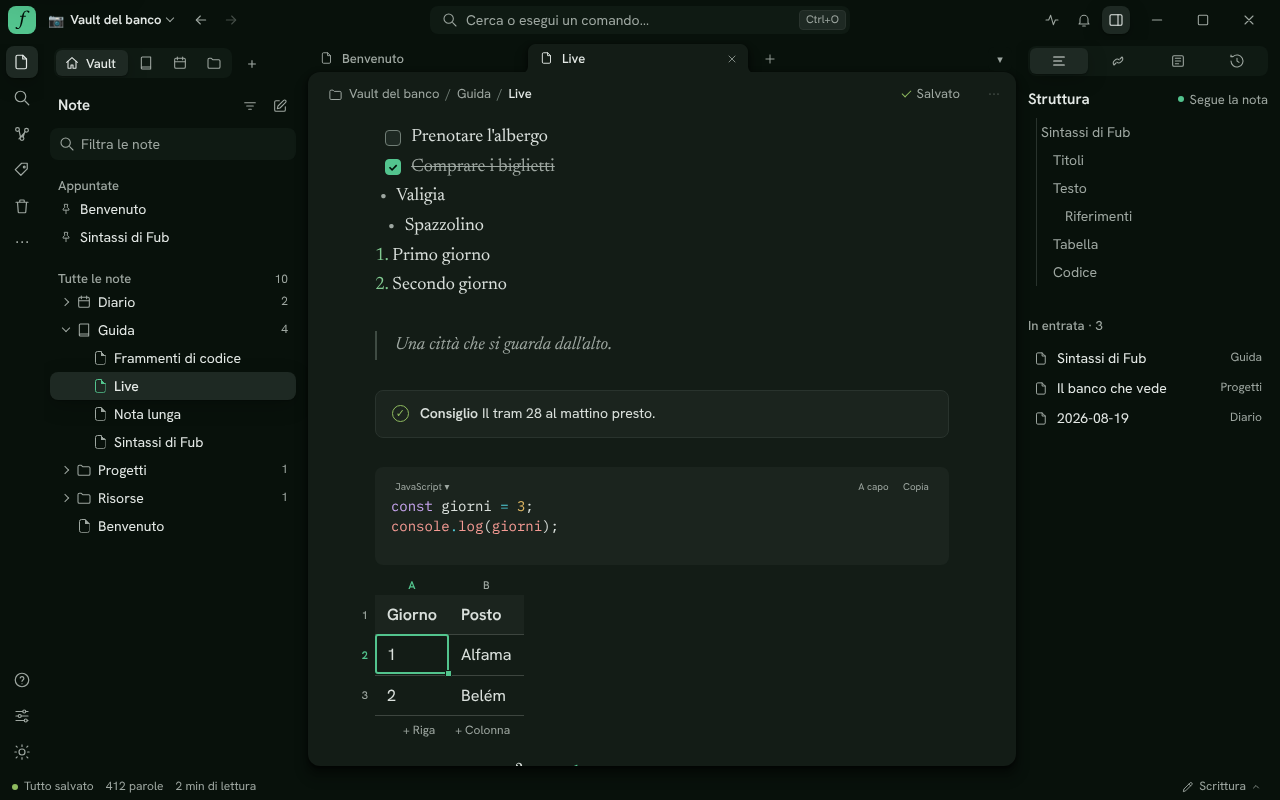 Vault del banco
Cerca o esegui un comando...
Ctrl+O
Vault
Note
Filtra le note
Appuntate
Benvenuto
Sintassi di Fub
Tutte le note 10
Diario 2
Guida 4
Frammenti di codice
Live
Nota lunga
Sintassi di Fub
Progetti 1
Risorse 1
Benvenuto
Benvenuto
Live
Vault del banco / Guida / Live
Salvato
Prenotare l'albergo
Comprare i biglietti
• Valigia
• Spazzolino
1. Primo giorno
2. Secondo giorno
Una città che si guarda dall'alto.
Consiglio Il tram 28 al mattino presto.
JavaScript ▾
A capo Copia
const giorni = 3;
console.log(giorni);
A B
1 Giorno Posto
2 1 Alfama
3 2 Belém
+ Riga + Colonna
Struttura
Segue la nota
Sintassi di Fub
Titoli
Testo
Riferimenti
Tabella
Codice
In entrata · 3
Sintassi di Fub Guida
Il banco che vede Progetti
2026-08-19 Diario
Tutto salvato 412 parole 2 min di lettura
Scrittura